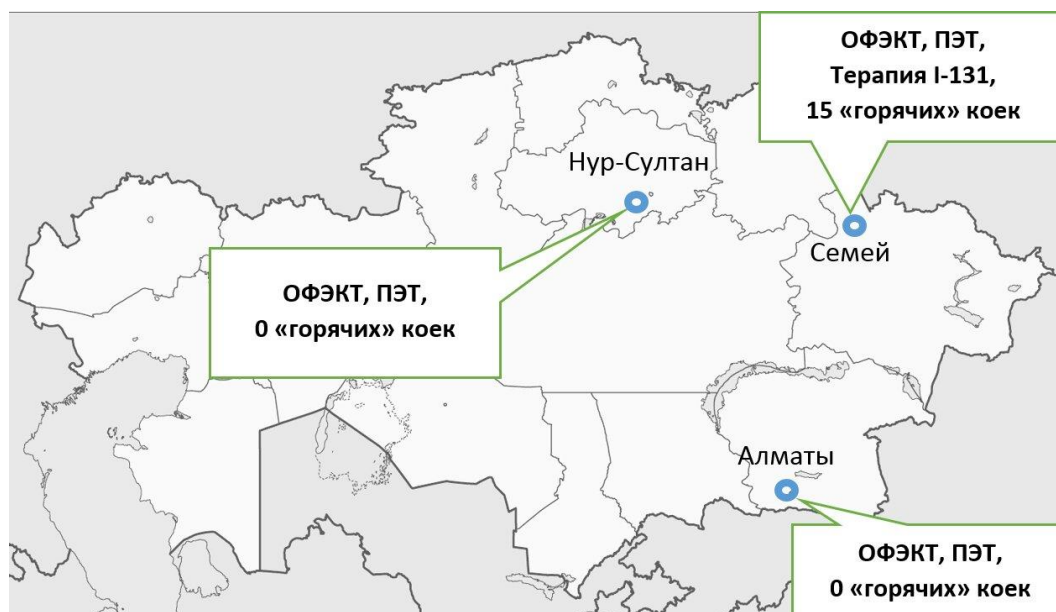 ОФЭКТ, ПЭТ,
Терапия I-131,
15 «горячих» коек
Нур-Султан
Семей
ОФЭКТ, ПЭТ,
0 «горячих» коек
Алматы
ОФЭКТ, ПЭТ,
0 «горячих» коек